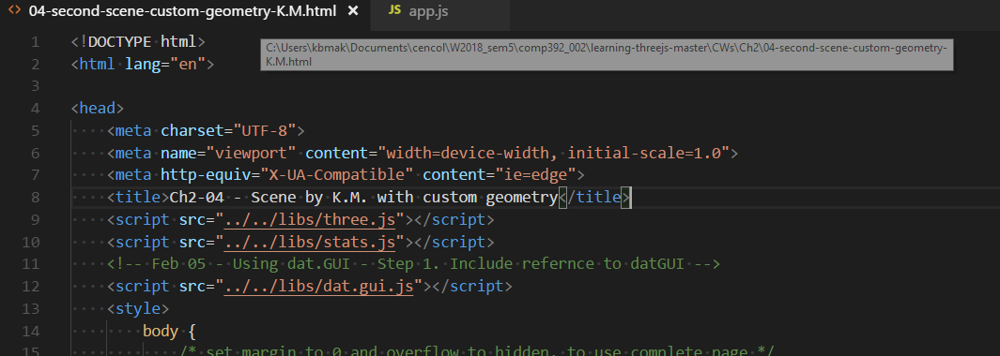 <> 04-second-scene-custom-geometry-K.M.html × JS app.js
C:\Users\kbmak\Documents\cencol\W2018_sem5\comp392_002\learning-threejs-master\CWs\Ch2\04-second-scene-custom-geometry-
K.M.html
1 <!DOCTYPE html>
2 <html lang="en">
3
4 <head>
5 <meta charset="UTF-8">
6 <meta name="viewport" content="width=device-width, initial-scale=1.0">
7 <meta http-equiv="X-UA-Compatible" content="ie=edge">
8 <title>Ch2-04 - Scene by K.M. with custom geometry</title>
9 <script src="../../libs/three.js"></script>
10 <script src="../../libs/stats.js"></script>
11 <!-- Feb 05 - Using dat.GUI - Step 1. Include refernce to datGUI -->
12 <script src="../../libs/dat.gui.js"></script>
13 <style>
14 body {
15 /* set margin to 0 and overflow to hidden, to use complete page */